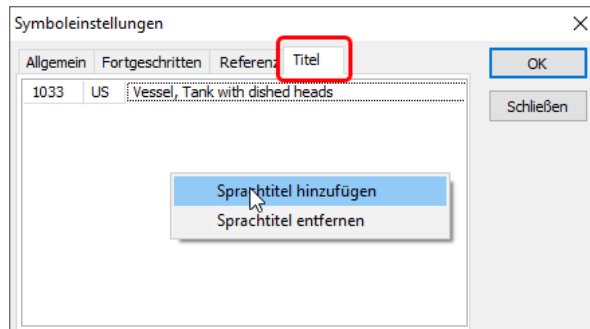 Symboleinstellungen
Allgemein Fortgeschritten Referenz Titel
OK
1033 US Vessel, Tank with dished heads
Schließen
Sprachtitel hinzufügen
Sprachtitel entfernen